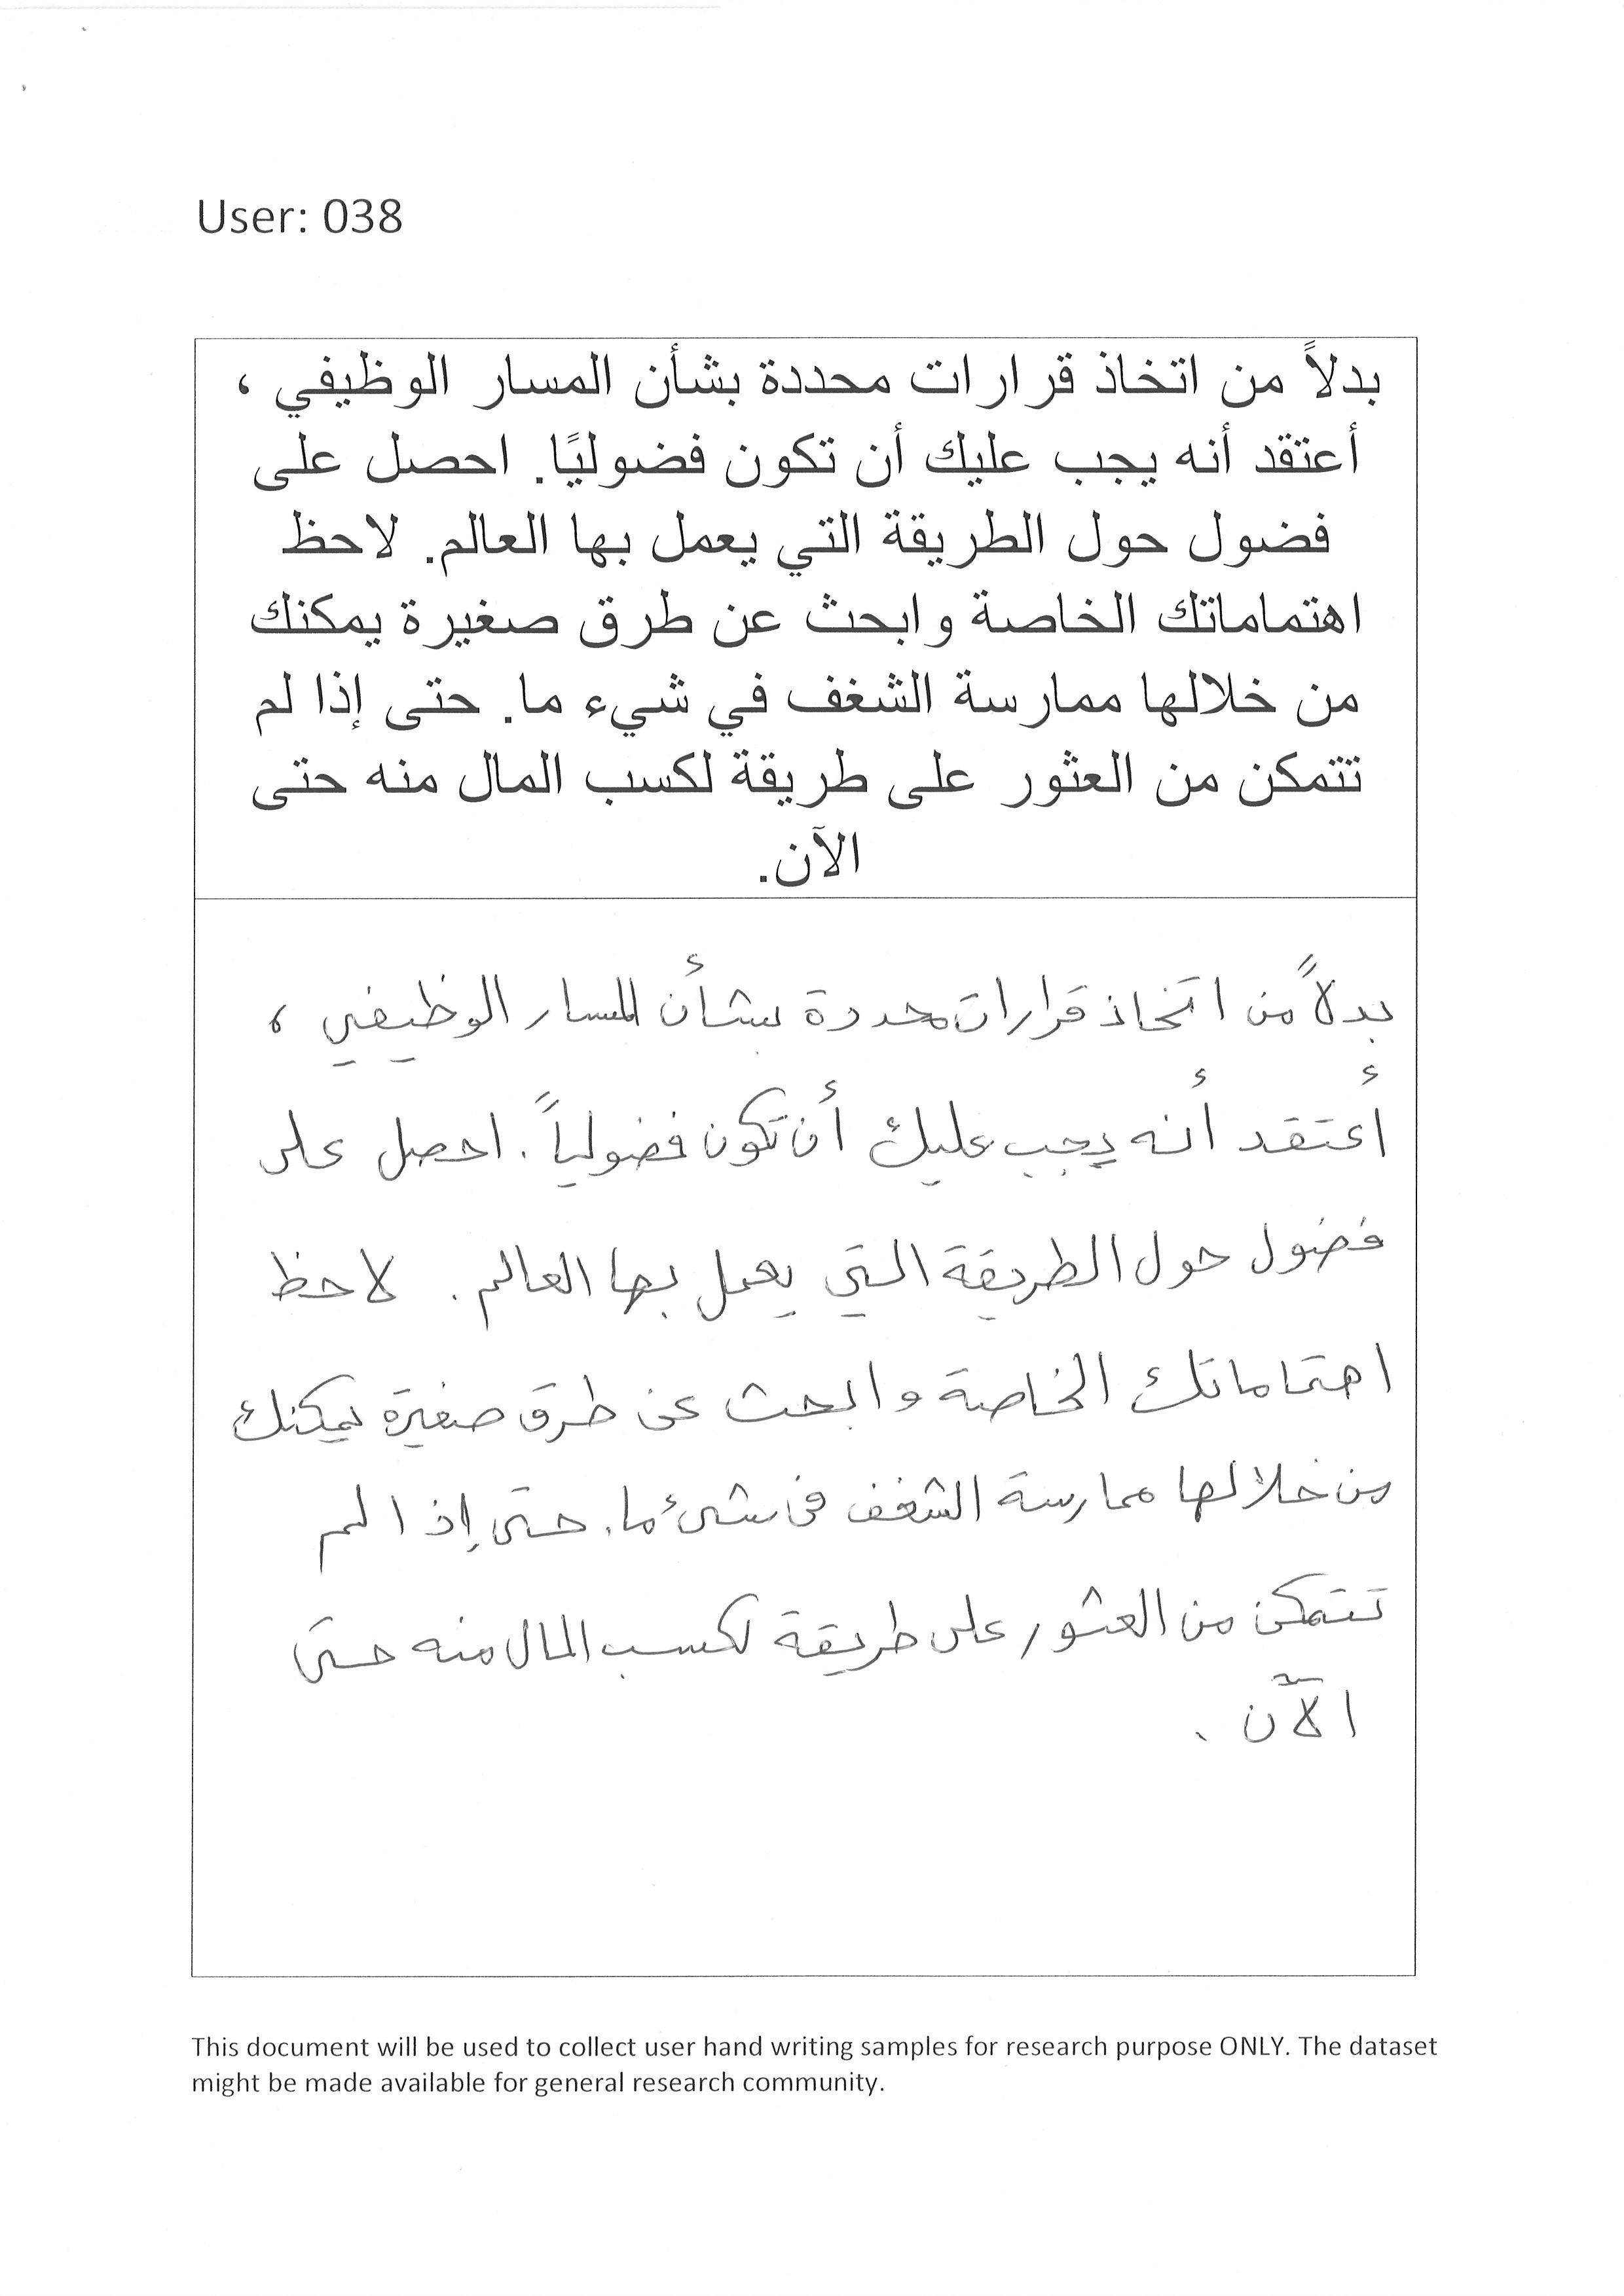 User: 038
بدلاً من اتخاذ قرارات محددة بشأن المسار الوظيفي ،
أعتقد أنه يجب عليك أن تكون فضوليًا. احصل على
فضول حول الطريقة التي يعمل بها العالم. لاحظ
اهتماماتك الخاصة وابحث عن طرق صغيرة يمكنك
من خلالها ممارسة الشغف في شيء ما. حتى إذا لم
تتمكن من العثور على طريقة لكسب المال منه حتى
الآن.
بدلاً من اتخاذ قرارات محددة بشأن المسار الوظيفي ،
أعتقد أنه يجب عليك أن تكون فضولياً . احصل على
فضول حول الطريقة التي يعمل بها العالم . لاحظ
اهتماماتك الخاصة وابحث عن طرق صغيرة يمكنك
من خلالها ممارسة الشغف فى شىء ما . حتى إذا لم
تتمكن من العثور على طريقة لكسب المال منه حتى
الآن .
This document will be used to collect user hand writing samples for research purpose ONLY. The dataset
might be made available for general research community.